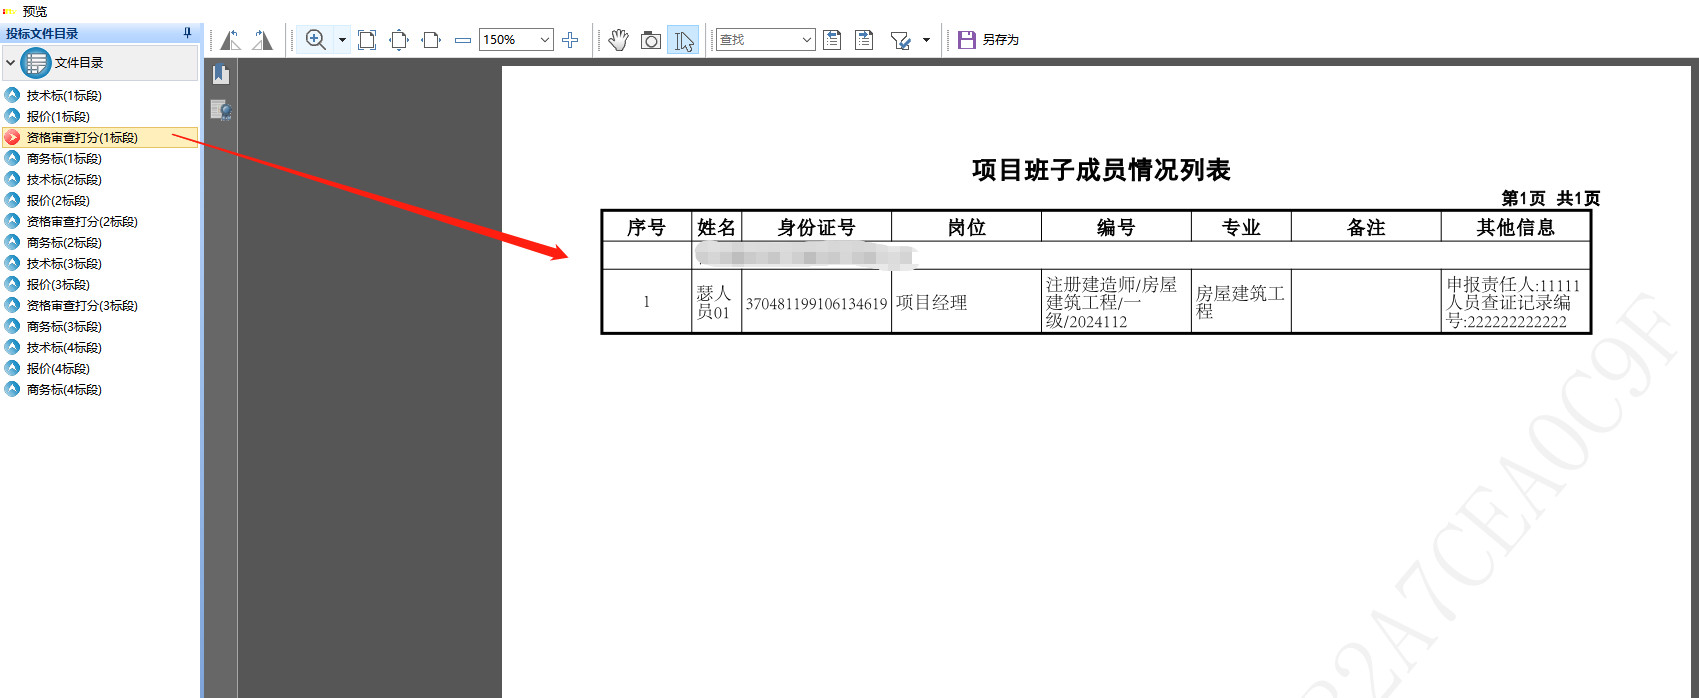 预览
投标文件目录
文件目录
技术标(1标段)
报价(1标段)
资格审查打分(1标段)
商务标(1标段)
技术标(2标段)
报价(2标段)
资格审查打分(2标段)
商务标(2标段)
技术标(3标段)
报价(3标段)
资格审查打分(3标段)
商务标(3标段)
技术标(4标段)
报价(4标段)
商务标(4标段)
150%
查找
另存为
项目班子成员情况列表
第1页 共1页
序号 姓名 身份证号 岗位 编号 专业 备注 其他信息
1
瑟人
员01
370481199106134619
项目经理
注册建造师/房屋
建筑工程/一
级/2024112
房屋建筑工
程
申报责任人:11111
人员查证记录编
号:222222222222
2A7CEA0C9F